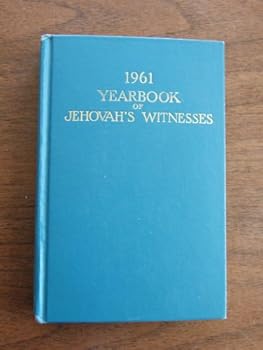 1961
YEARBOOK
OF
JEHOVAH'S WITNESSES